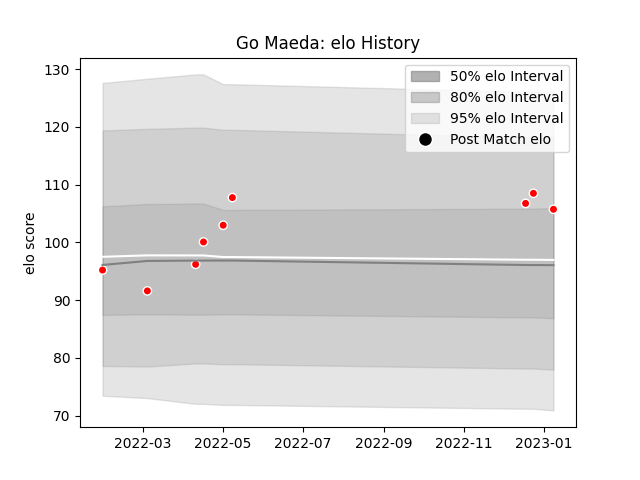 Go Maeda: elo History
130
120
110
100
90
80
70
elo score
50% elo Interval
80% elo Interval
95% elo Interval
Post Match elo
2022-03
2022-05
2022-07
2022-09
2022-11
2023-01